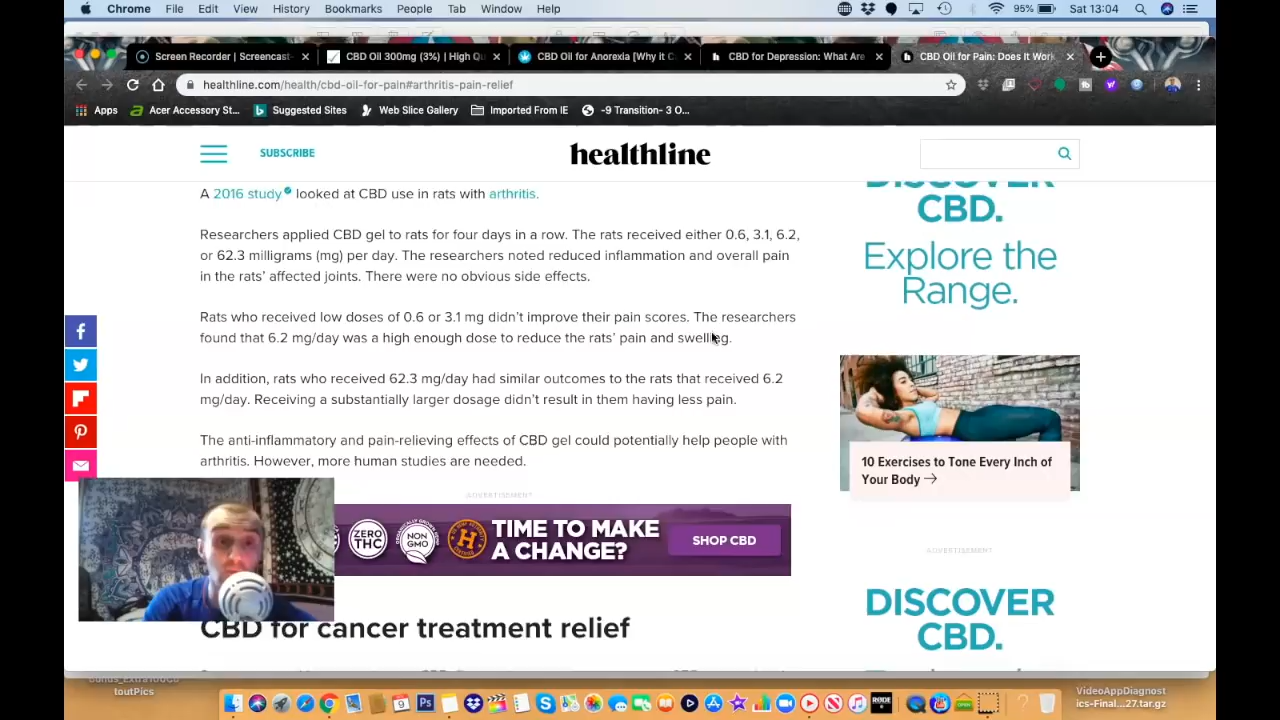 Chrome File Edit View History Bookmarks People Tab Window Help 95% Sat 13:04
Screen Recorder | Screencast- CBD Oil 300mg (3%) | High Qu CBD Oil for Anorexia [Why it C CBD for Depression: What Are CBD Oil for Pain: Does It Work
healthline.com/health/cbd-oil-for-pain#arthritis-pain-relief
Apps Acer Accessory St... Suggested Sites Web Slice Gallery Imported From IE -9 Transition- 3 O...
SUBSCRIBE
healthline
A 2016 study looked at CBD use in rats with arthritis.
Researchers applied CBD gel to rats for four days in a row. The rats received either 0.6, 3.1, 6.2,
or 62.3 milligrams (mg) per day. The researchers noted reduced inflammation and overall pain
in the rats' affected joints. There were no obvious side effects.
Rats who received low doses of 0.6 or 3.1 mg didn't improve their pain scores. The researchers
found that 6.2 mg/day was a high enough dose to reduce the rats' pain and swelling.
In addition, rats who received 62.3 mg/day had similar outcomes to the rats that received 6.2
mg/day. Receiving a substantially larger dosage didn't result in them having less pain.
The anti-inflammatory and pain-relieving effects of CBD gel could potentially help people with
arthritis. However, more human studies are needed.
ADVERTISEMENT
ZERO
THC
NON
GMO
TIME TO MAKE
A CHANGE?
SHOP CBD
CBD for cancer treatment relief
DISCOVER
CBD.
Explore the
Range.
10 Exercises to Tone Every Inch of
Your Body →
ADVERTISEMENT
DISCOVER
CBD.
toutPics
VideoAppDiagnost
ics-Final...27.tar.gz